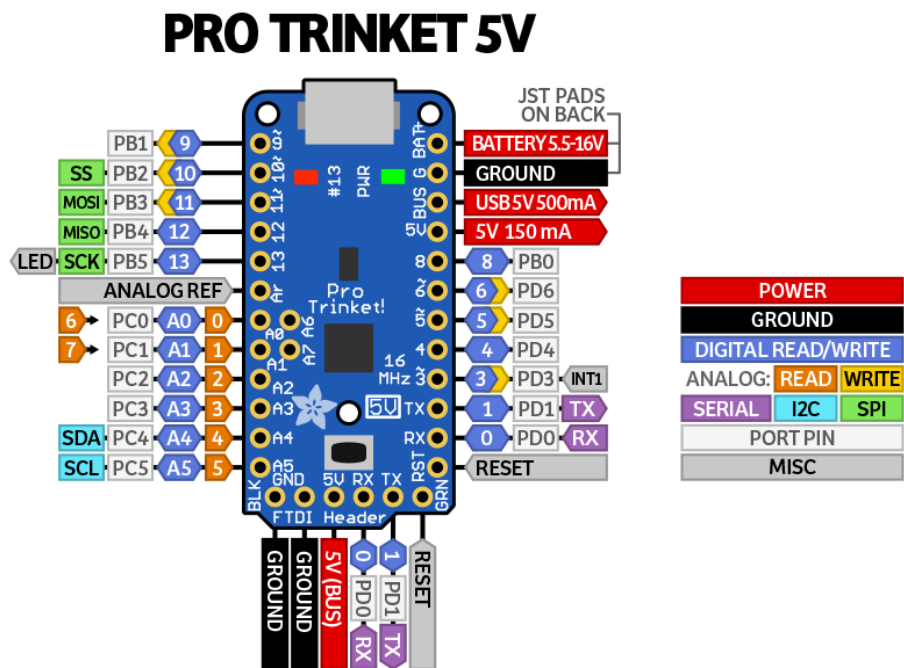 PRO TRINKET 5V
JST PADS
ON BACK
PB1 9
SS PB2 10
MOSI PB3 11
MISO PB4 12
LED SCK PB5 13
ANALOG REF
6 PC0 A0 0
7 PC1 A1 1
PC2 A2 2
PC3 A3 3
SDA PC4 A4 4
SCL PC5 A5 5
~9
~10
~11
12
13
Ar
A0 A6
A1 A7
A2
A3
A4
A5
#13
PWR
Pro
Trinket!
16
MHz
5V
BAT+
G
BUS
5V
8
~6
~5
4
~3
TX
RX
RST
BLK GND 5V RX TX GRN
FTDI Header
BATTERY 5.5-16V
GROUND
USB 5V 500mA
5V 150 mA
8 PB0
6 PD6
5 PD5
4 PD4
3 PD3 INT1
1 PD1 TX
0 PD0 RX
RESET
GROUND
GROUND
5V (BUS)
0 PD0 RX
1 PD1 TX
RESET
POWER
GROUND
DIGITAL READ/WRITE
ANALOG: READ WRITE
SERIAL I2C SPI
PORT PIN
MISC